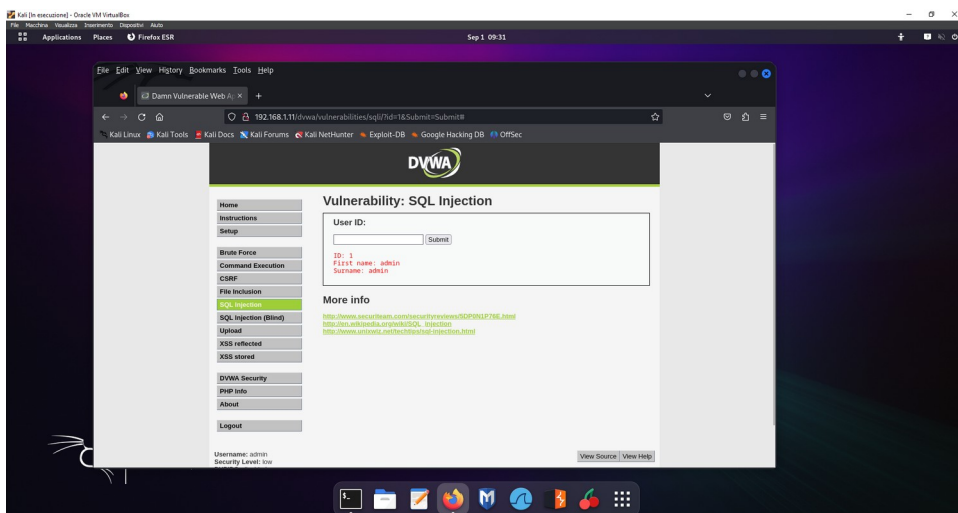 Kali [In esecuzione] - Oracle VM VirtualBox
File Macchina Visualizza Inserimento Dispositivi Aiuto
Applications Places Firefox ESR Sep 1 09:31
File Edit View History Bookmarks Tools Help
Damn Vulnerable Web Ap
192.168.1.11/dvwa/vulnerabilities/sqli/?id=1&Submit=Submit#
Kali Linux Kali Tools Kali Docs Kali Forums Kali NetHunter Exploit-DB Google Hacking DB OffSec
DVWA
Home
Instructions
Setup
Brute Force
Command Execution
CSRF
File Inclusion
SQL Injection
SQL Injection (Blind)
Upload
XSS reflected
XSS stored
DVWA Security
PHP Info
About
Logout
Vulnerability: SQL Injection
User ID:
Submit
ID: 1
First name: admin
Surname: admin
More info
http://www.securiteam.com/securityreviews/5DP0N1P76E.html
http://en.wikipedia.org/wiki/SQL_injection
http://www.unixwiz.net/techtips/sql-injection.html
Username: admin
Security Level: low
View Source View Help